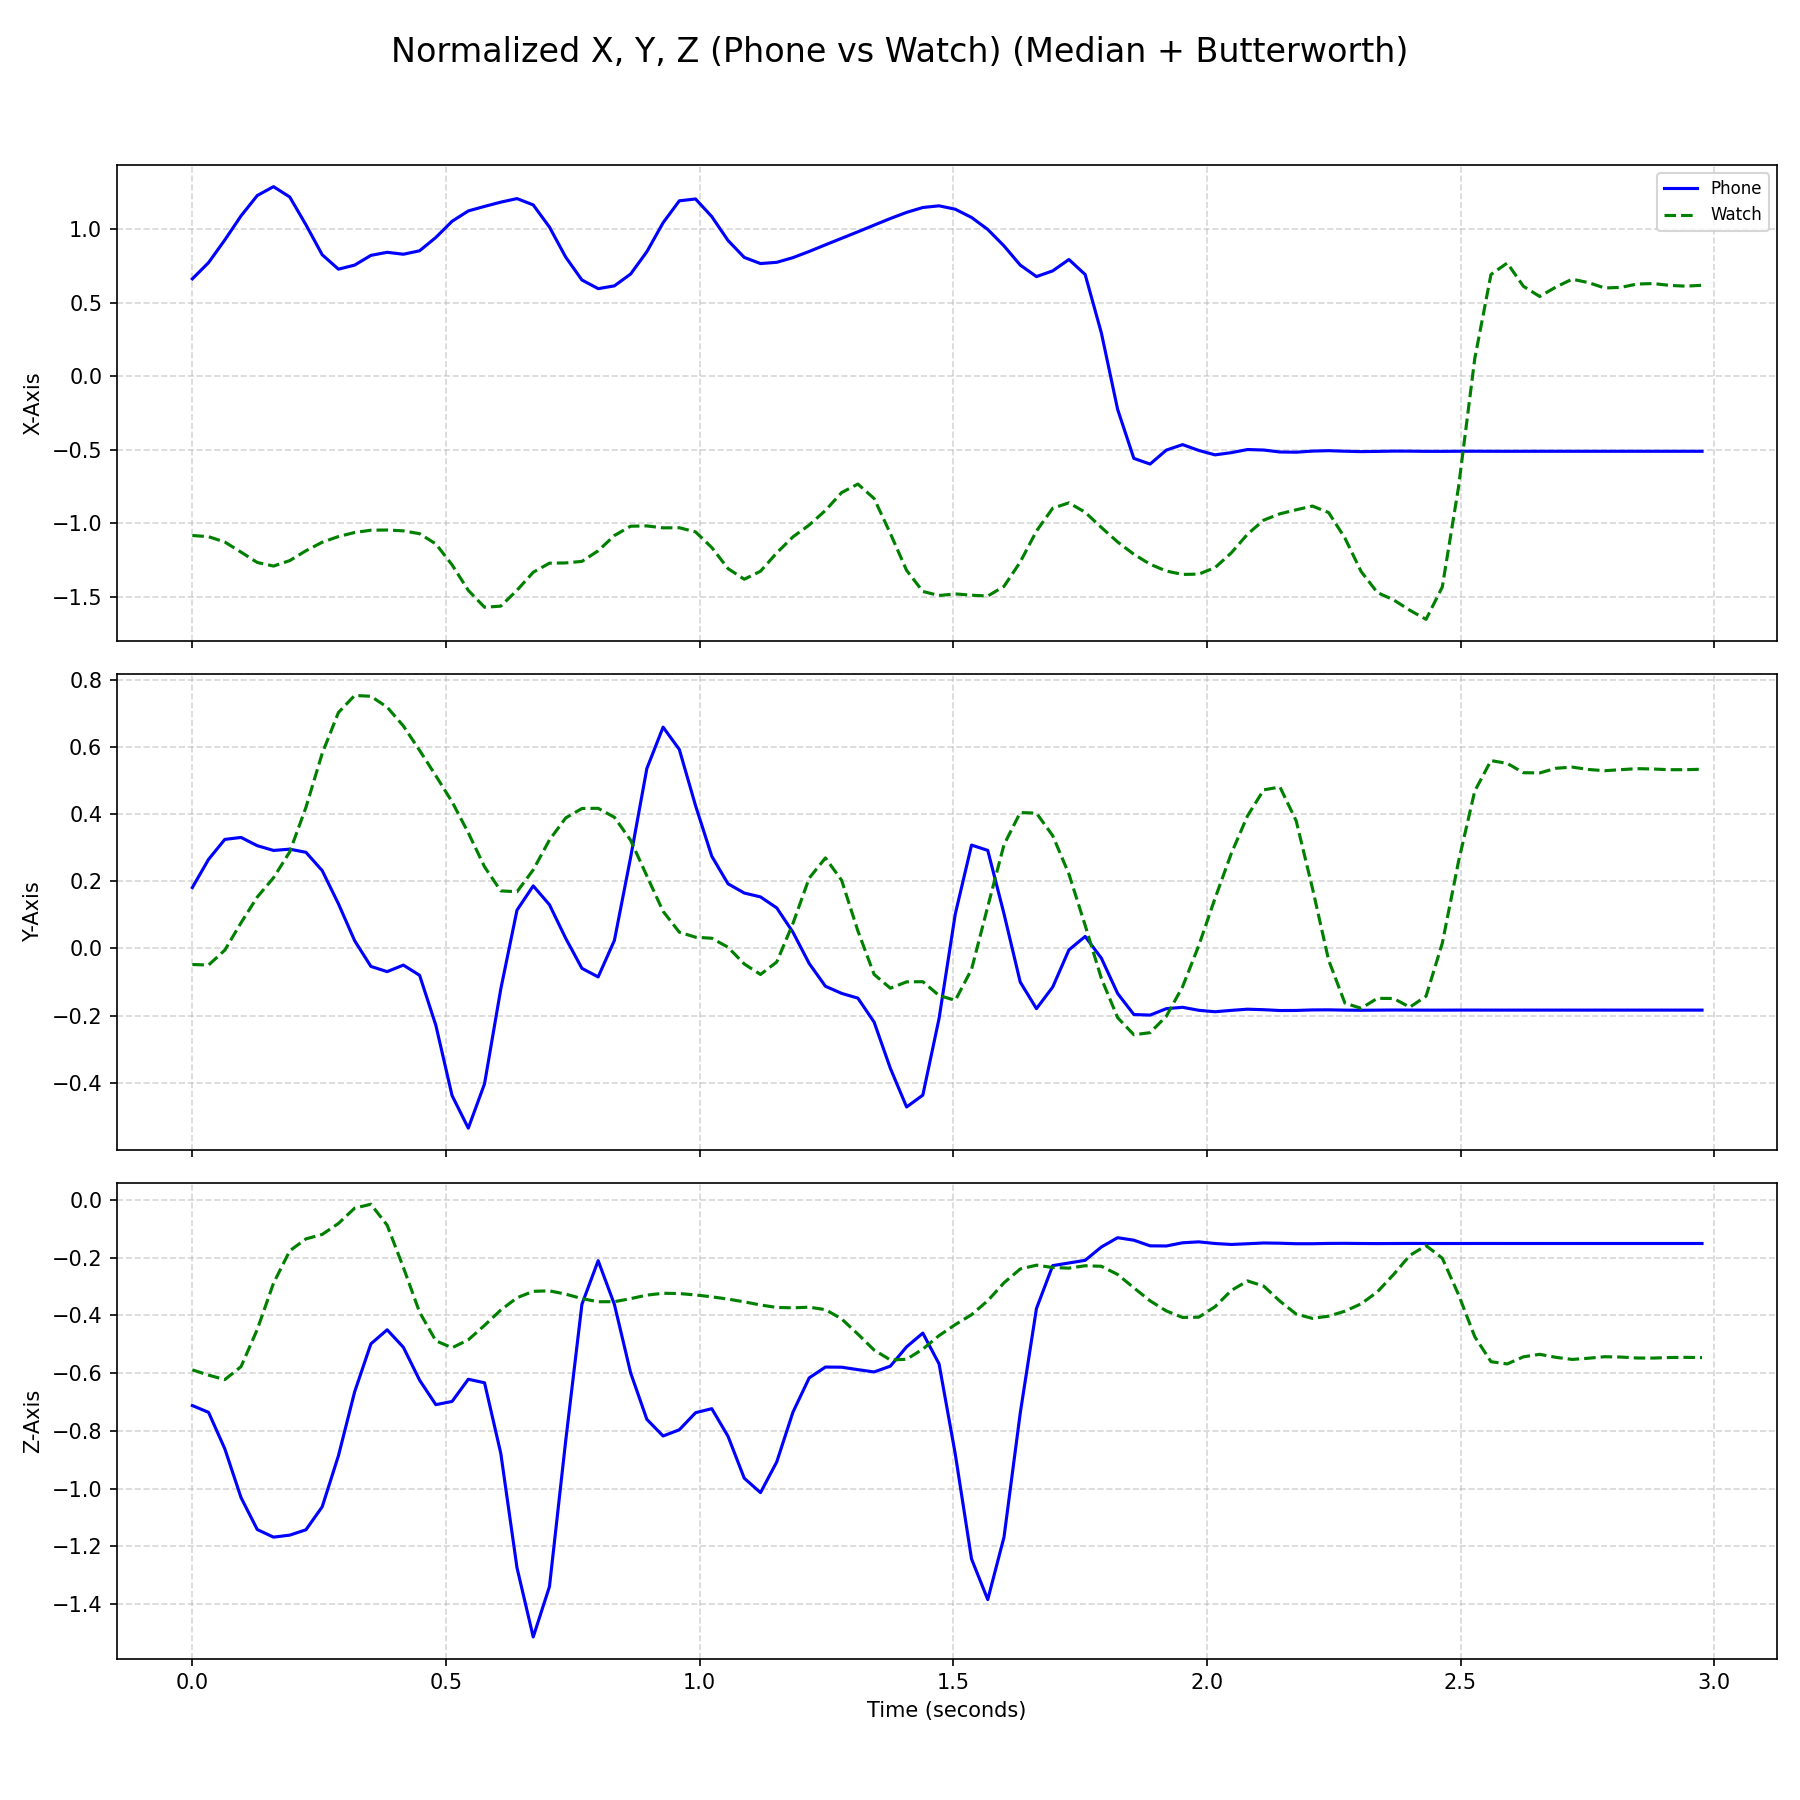 Normalized X, Y, Z (Phone vs Watch) (Median + Butterworth)
Phone
Watch
1.0
0.5
0.0
−0.5
−1.0
−1.5
X-Axis
0.8
0.6
0.4
0.2
0.0
−0.2
−0.4
Y-Axis
0.0
−0.2
−0.4
−0.6
−0.8
−1.0
−1.2
−1.4
Z-Axis
0.0 0.5 1.0 1.5 2.0 2.5 3.0
Time (seconds)